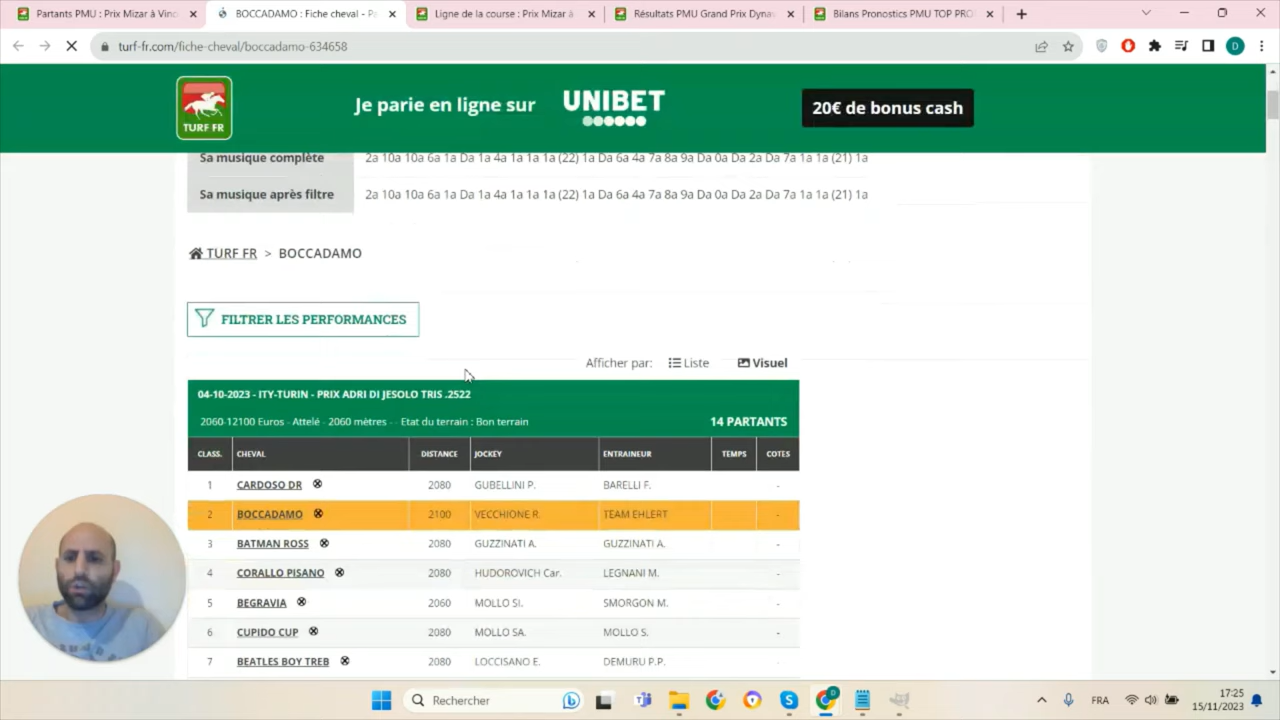 Partants PMU : Prix Mizar à Vinc
BOCCADAMO : Fiche cheval - Pa
Ligne de la course : Prix Mizar à
Résultats PMU Grand Prix Dyna
Bilans Pronostics PMU TOP PRO
turf-fr.com/fiche-cheval/boccadamo-634658
D
TURF FR
Je parie en ligne sur
UNIBET
20€ de bonus cash
Sa musique complète 2a 10a 10a 6a 1a Da 1a 4a 1a 1a 1a (22) 1a Da 6a 4a 7a 8a 9a Da 0a Da 2a Da 7a 1a 1a (21) 1a
Sa musique après filtre 2a 10a 10a 6a 1a Da 1a 4a 1a 1a 1a (22) 1a Da 6a 4a 7a 8a 9a Da 0a Da 2a Da 7a 1a 1a (21) 1a
TURF FR > BOCCADAMO
FILTRER LES PERFORMANCES
Afficher par: Liste Visuel
04-10-2023 - ITY-TURIN - PRIX ADRI DI JESOLO TRIS .2522
2060-12100 Euros - Attelé - 2060 mètres - - Etat du terrain : Bon terrain 14 PARTANTS
CLASS. CHEVAL DISTANCE JOCKEY ENTRAINEUR TEMPS COTES
1 CARDOSO DR 2080 GUBELLINI P. BARELLI F. -
2 BOCCADAMO 2100 VECCHIONE R. TEAM EHLERT -
3 BATMAN ROSS 2080 GUZZINATI A. GUZZINATI A. -
4 CORALLO PISANO 2080 HUDOROVICH Car. LEGNANI M. -
5 BEGRAVIA 2060 MOLLO SI. SMORGON M. -
6 CUPIDO CUP 2080 MOLLO SA. MOLLO S. -
7 BEATLES BOY TREB 2080 LOCCISANO E. DEMURU P.P. -
Rechercher
FRA
17:25
15/11/2023